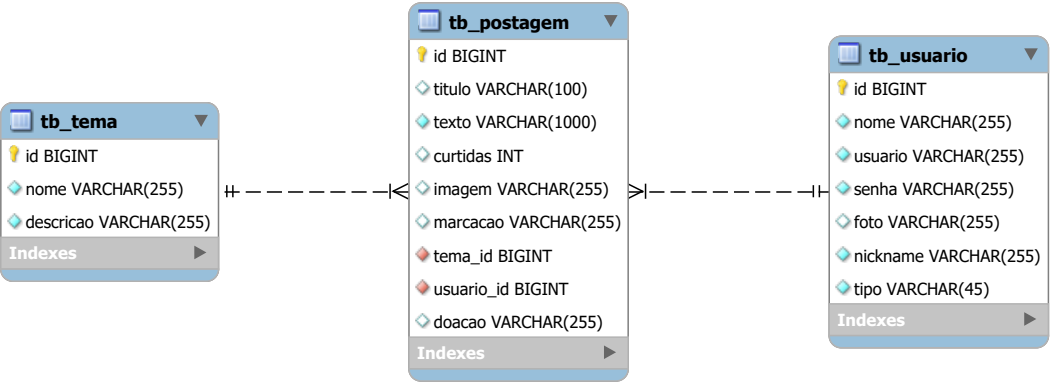 tb_tema
id BIGINT
nome VARCHAR(255)
descricao VARCHAR(255)
Indexes
tb_postagem
id BIGINT
titulo VARCHAR(100)
texto VARCHAR(1000)
curtidas INT
imagem VARCHAR(255)
marcacao VARCHAR(255)
tema_id BIGINT
usuario_id BIGINT
doacao VARCHAR(255)
Indexes
tb_usuario
id BIGINT
nome VARCHAR(255)
usuario VARCHAR(255)
senha VARCHAR(255)
foto VARCHAR(255)
nickname VARCHAR(255)
tipo VARCHAR(45)
Indexes